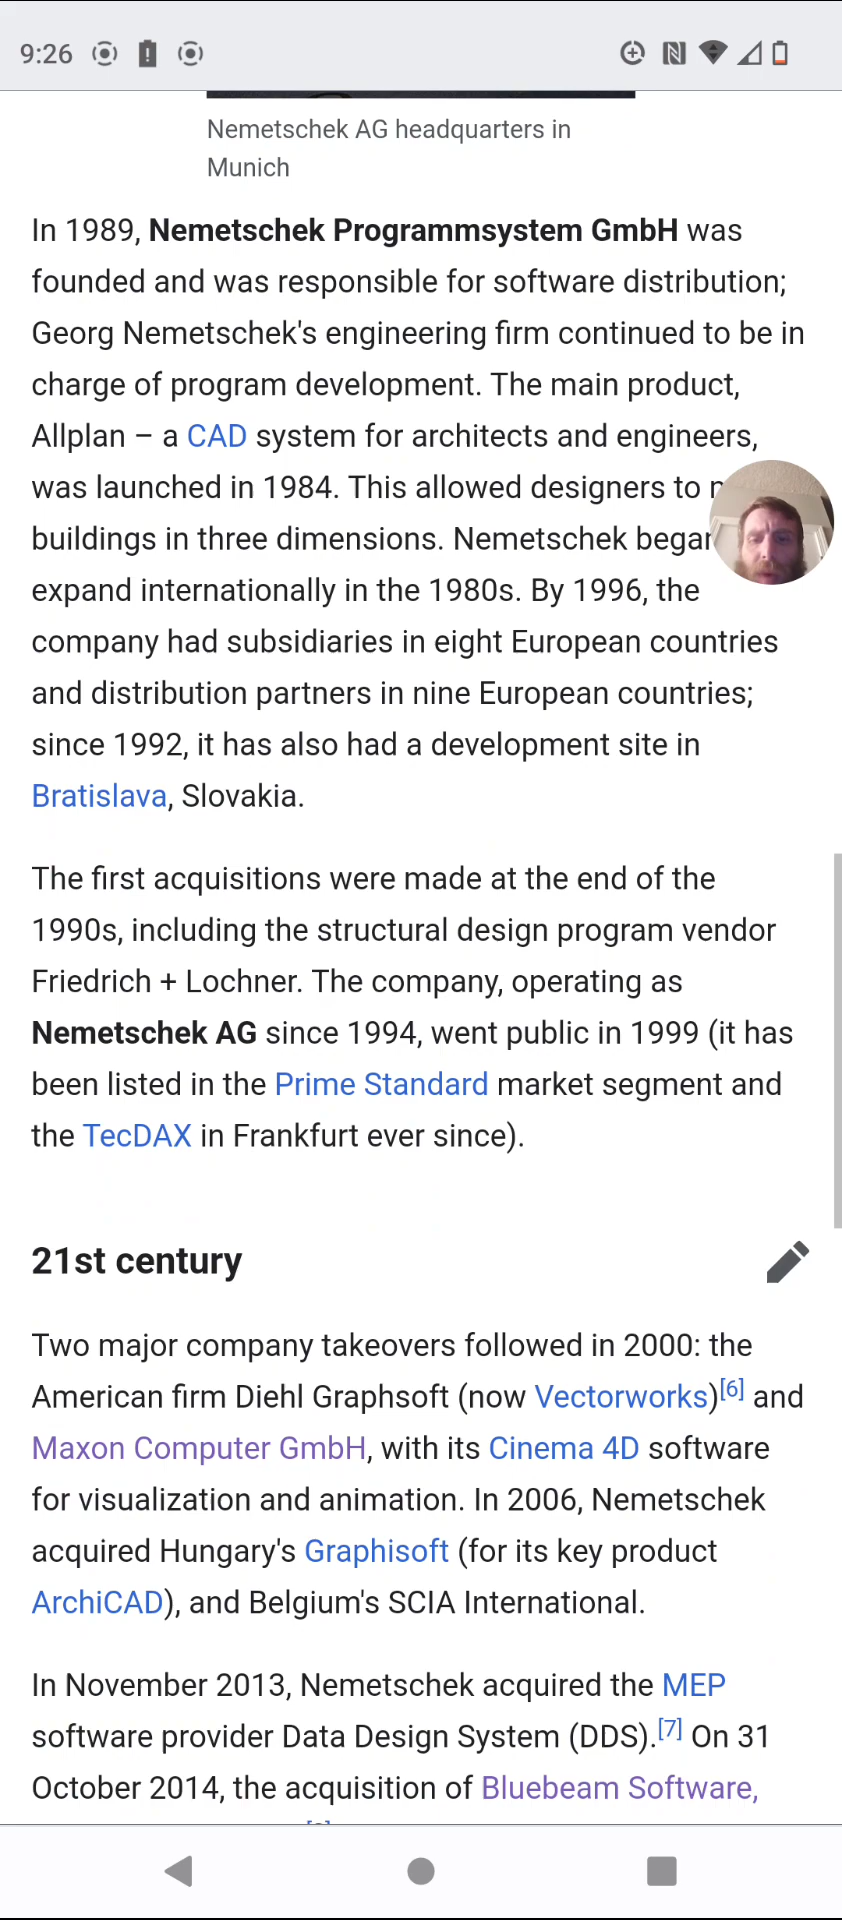 9:26
Nemetschek AG headquarters in
Munich
In 1989, Nemetschek Programmsystem GmbH was
founded and was responsible for software distribution;
Georg Nemetschek's engineering firm continued to be in
charge of program development. The main product,
Allplan – a CAD system for architects and engineers,
was launched in 1984. This allowed designers to
buildings in three dimensions. Nemetschek
expand internationally in the 1980s. By 1996, the
company had subsidiaries in eight European countries
and distribution partners in nine European countries;
since 1992, it has also had a development site in
Bratislava, Slovakia.
The first acquisitions were made at the end of the
1990s, including the structural design program vendor
Friedrich + Lochner. The company, operating as
Nemetschek AG since 1994, went public in 1999 (it has
been listed in the Prime Standard market segment and
the TecDAX in Frankfurt ever since).
21st century
Two major company takeovers followed in 2000: the
American firm Diehl Graphsoft (now Vectorworks)[6] and
Maxon Computer GmbH, with its Cinema 4D software
for visualization and animation. In 2006, Nemetschek
acquired Hungary's Graphisoft (for its key product
ArchiCAD), and Belgium's SCIA International.
In November 2013, Nemetschek acquired the MEP
software provider Data Design System (DDS).[7] On 31
October 2014, the acquisition of Bluebeam Software,